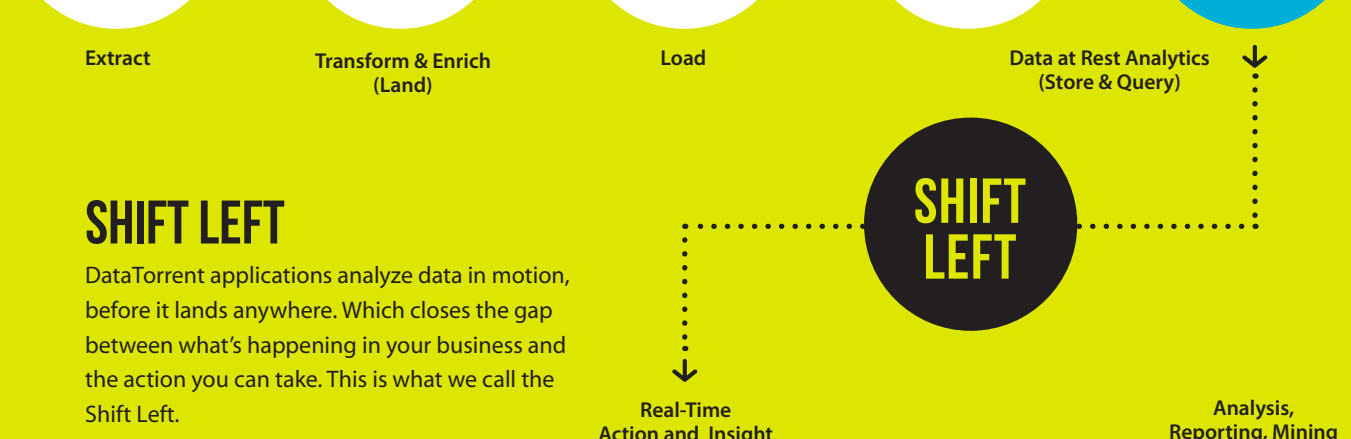 Extract
Transform & Enrich
(Land)
Load
Data at Rest Analytics
(Store & Query)
SHIFT
LEFT
SHIFT LEFT
DataTorrent applications analyze data in motion,
before it lands anywhere. Which closes the gap
between what's happening in your business and
the action you can take. This is what we call the
Shift Left.
Real-Time
Action and Insight
Analysis,
Reporting, Mining